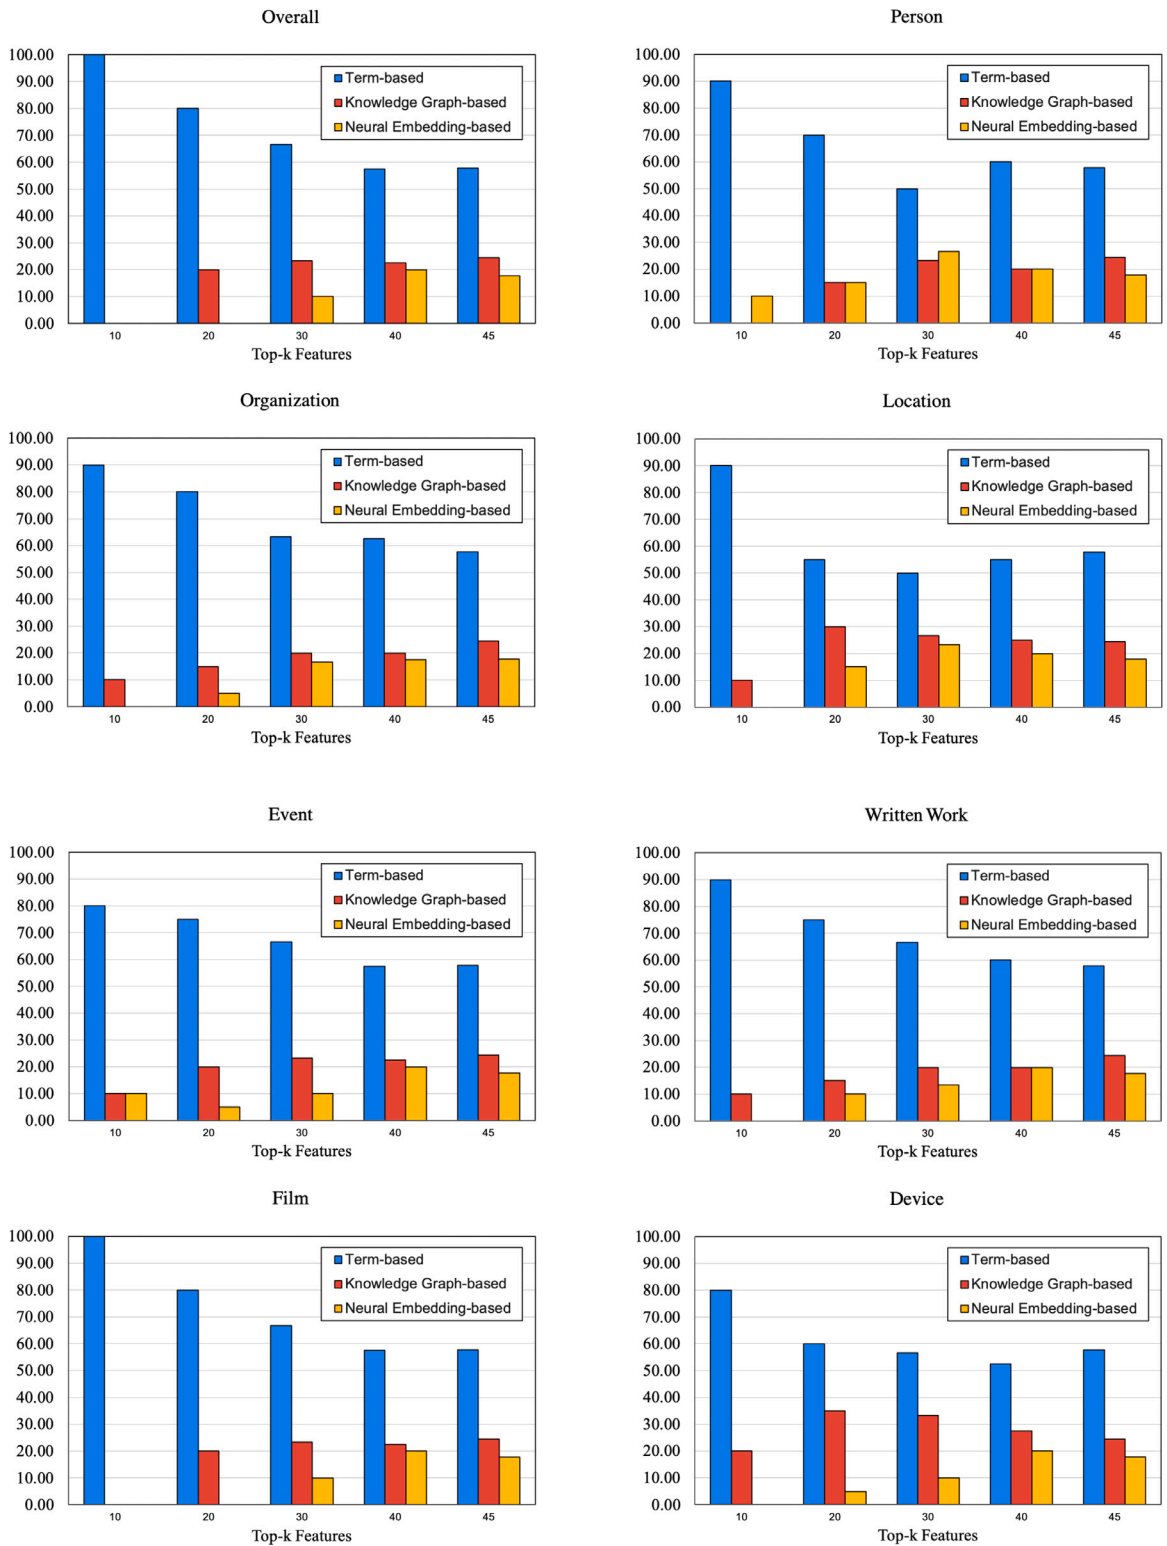 Overall
100.00
90.00
80.00
70.00
60.00
50.00
40.00
30.00
20.00
10.00
0.00
Term-based
Knowledge Graph-based
Neural Embedding-based
10 20 30 40 45
Top-k Features
Person
100.00
90.00
80.00
70.00
60.00
50.00
40.00
30.00
20.00
10.00
0.00
Term-based
Knowledge Graph-based
Neural Embedding-based
10 20 30 40 45
Top-k Features
Organization
100.00
90.00
80.00
70.00
60.00
50.00
40.00
30.00
20.00
10.00
0.00
Term-based
Knowledge Graph-based
Neural Embedding-based
10 20 30 40 45
Top-k Features
Location
100.00
90.00
80.00
70.00
60.00
50.00
40.00
30.00
20.00
10.00
0.00
Term-based
Knowledge Graph-based
Neural Embedding-based
10 20 30 40 45
Top-k Features
Event
100.00
90.00
80.00
70.00
60.00
50.00
40.00
30.00
20.00
10.00
0.00
Term-based
Knowledge Graph-based
Neural Embedding-based
10 20 30 40 45
Top-k Features
Written Work
100.00
90.00
80.00
70.00
60.00
50.00
40.00
30.00
20.00
10.00
0.00
Term-based
Knowledge Graph-based
Neural Embedding-based
10 20 30 40 45
Top-k Features
Film
100.00
90.00
80.00
70.00
60.00
50.00
40.00
30.00
20.00
10.00
0.00
Term-based
Knowledge Graph-based
Neural Embedding-based
10 20 30 40 45
Top-k Features
Device
100.00
90.00
80.00
70.00
60.00
50.00
40.00
30.00
20.00
10.00
0.00
Term-based
Knowledge Graph-based
Neural Embedding-based
10 20 30 40 45
Top-k Features